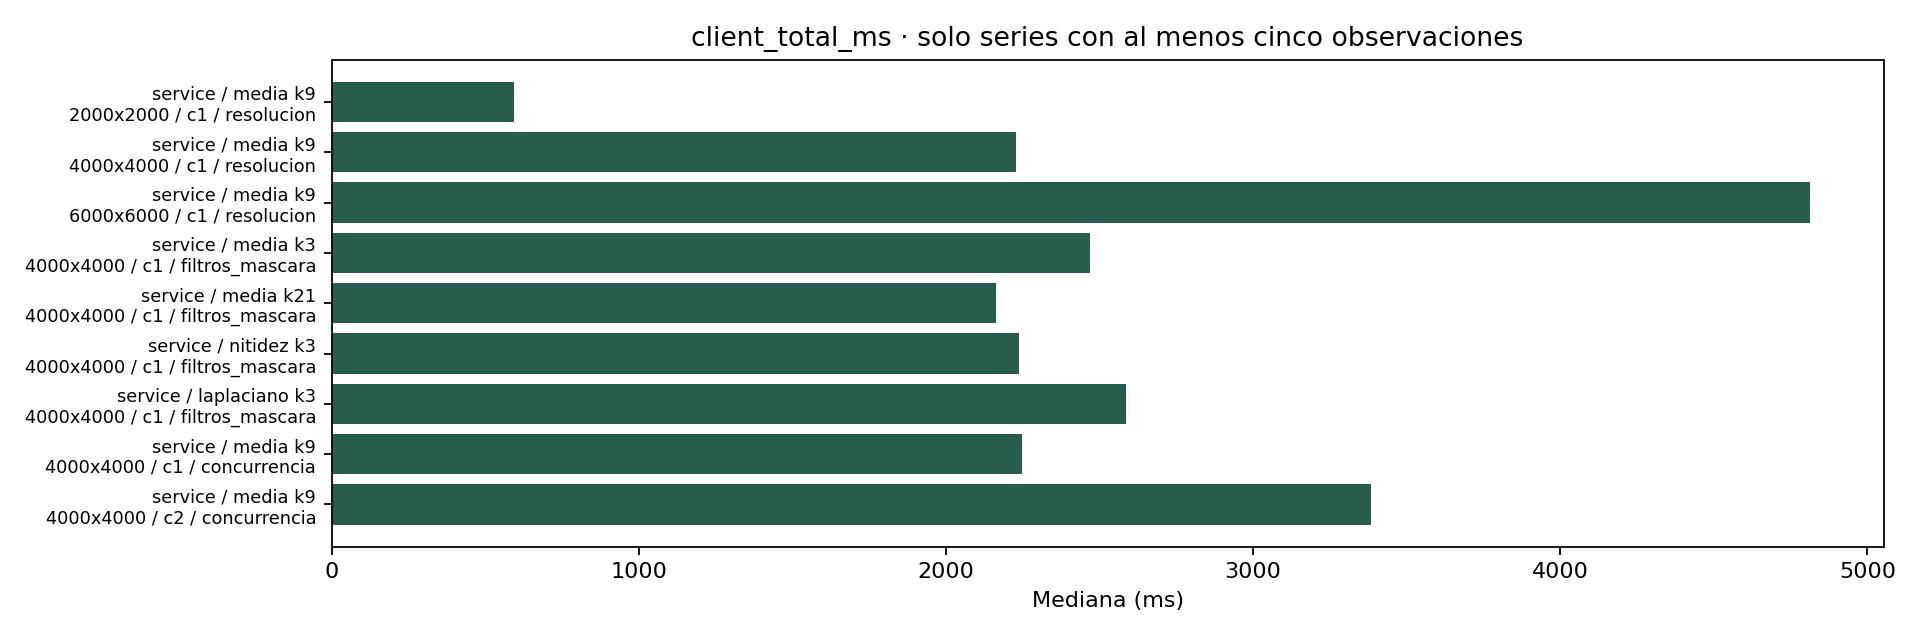 client_total_ms · solo series con al menos cinco observaciones
service / media k9
2000x2000 / c1 / resolucion
service / media k9
4000x4000 / c1 / resolucion
service / media k9
6000x6000 / c1 / resolucion
service / media k3
4000x4000 / c1 / filtros_mascara
service / media k21
4000x4000 / c1 / filtros_mascara
service / nitidez k3
4000x4000 / c1 / filtros_mascara
service / laplaciano k3
4000x4000 / c1 / filtros_mascara
service / media k9
4000x4000 / c1 / concurrencia
service / media k9
4000x4000 / c2 / concurrencia
0 1000 2000 3000 4000 5000
Mediana (ms)